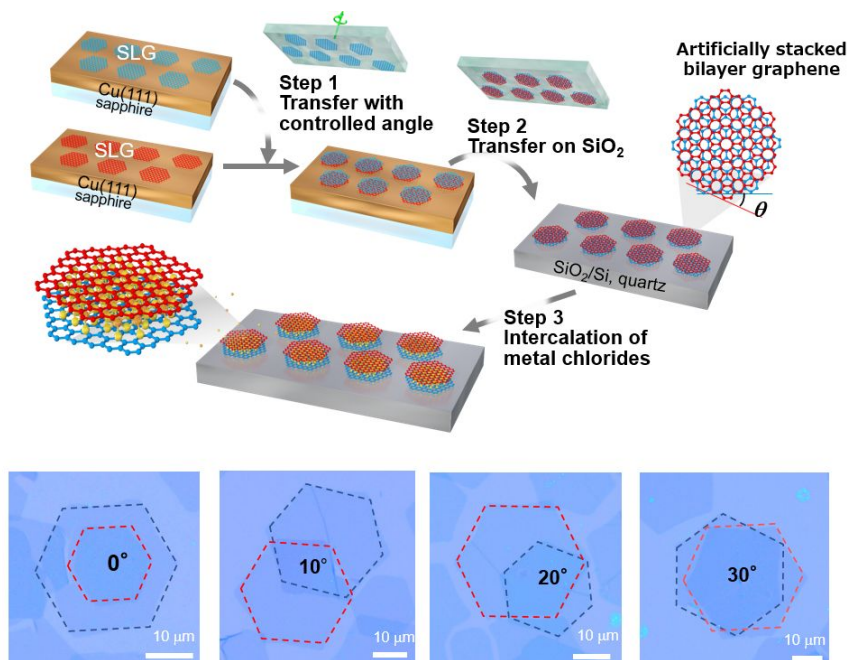 SLG
Cu(111)
sapphire
SLG
Cu(111)
sapphire
Step 1
Transfer with
controlled angle
Step 2
Transfer on SiO₂
Artificially stacked
bilayer graphene
θ
SiO₂/Si, quartz
Step 3
Intercalation of
metal chlorides
0°
10 μm
10°
10 μm
20°
10 μm
30°
10 μm